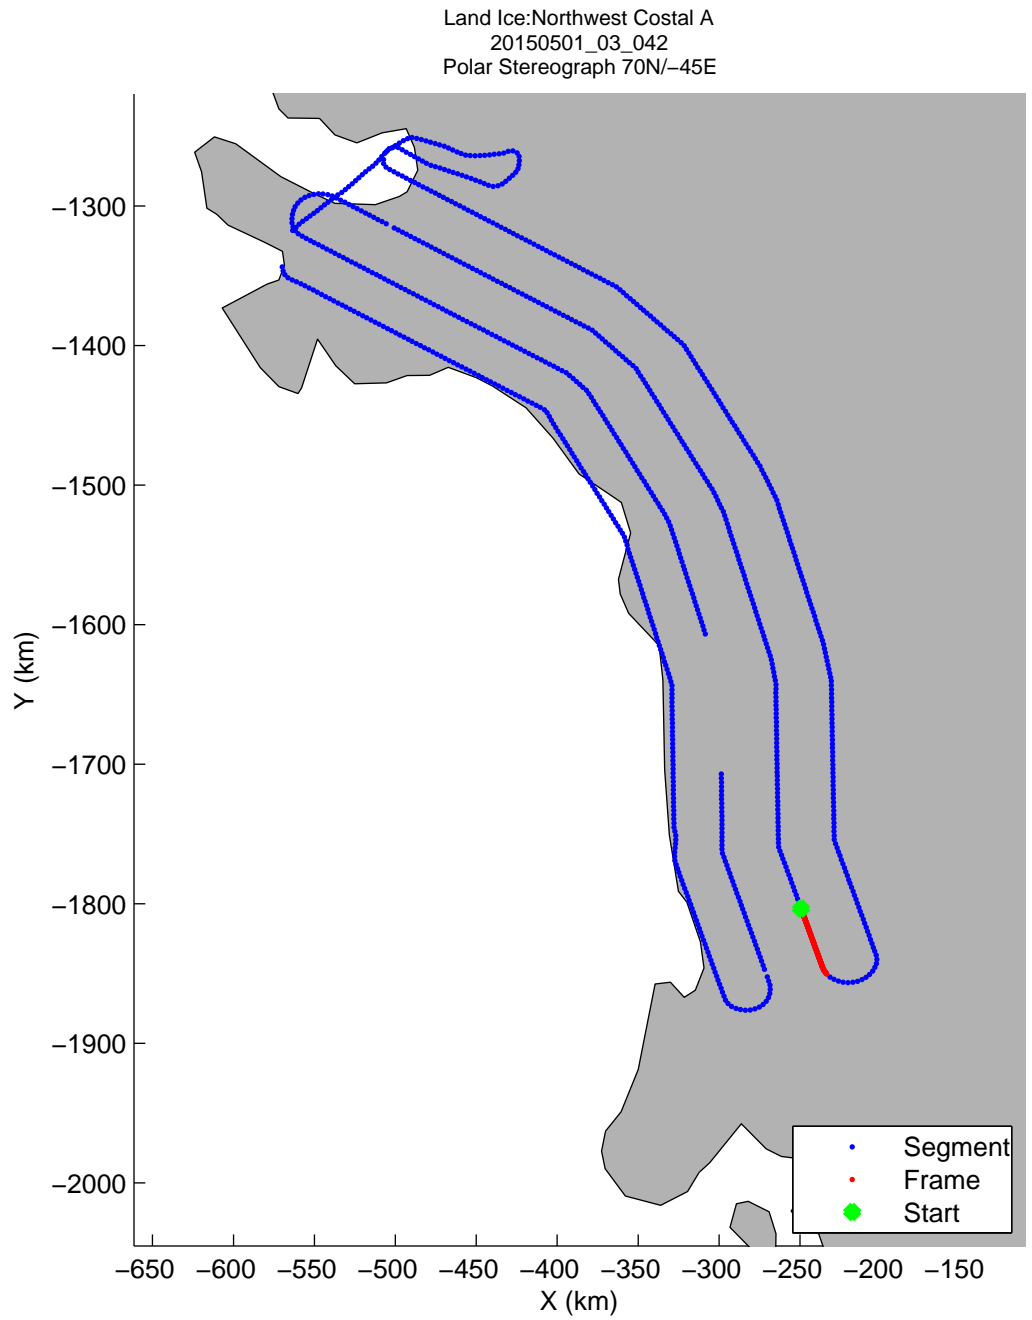 Land Ice:Northwest Costal A
20150501_03_042
Polar Stereograph 70N/−45E
−1300
−1400
−1500
−1600
−1700
−1800
−1900
−2000
Y (km)
Segment
Frame
Start
−650 −600 −550 −500 −450 −400 −350 −300 −250 −200 −150
X (km)